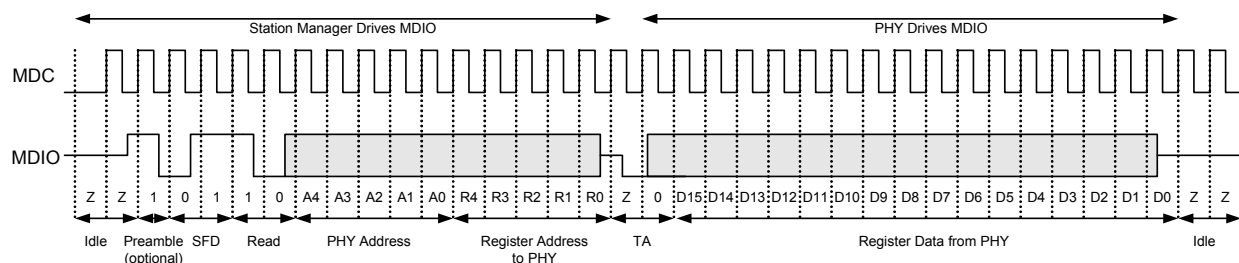 Station Manager Drives MDIO PHY Drives MDIO
MDC
MDIO
Z Z 1 0 1 1 0 A4 A3 A2 A1 A0 R4 R3 R2 R1 R0 Z 0 D15 D14 D13 D12 D11 D10 D9 D8 D7 D6 D5 D4 D3 D2 D1 D0 Z Z
Idle Preamble SFD Read PHY Address Register Address TA Register Data from PHY Idle
(optional) to PHY